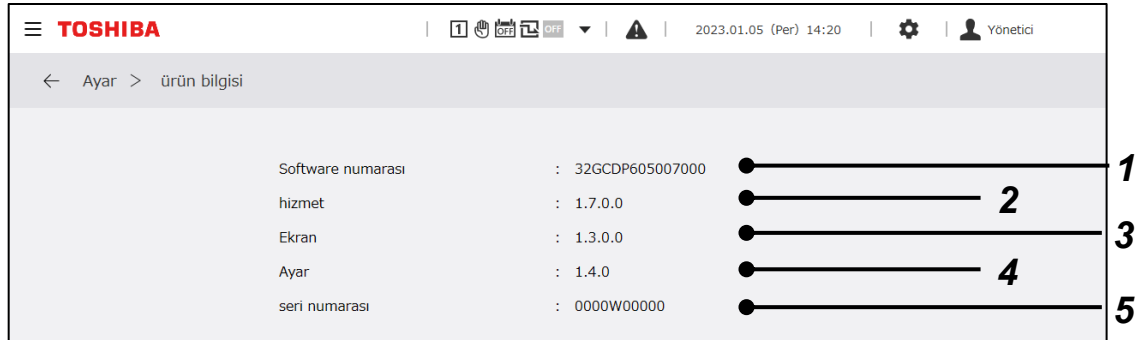 TOSHIBA 1 OFF OFF 2023.01.05 (Per) 14:20 Yönetici
← Ayar > ürün bilgisi
Software numarası : 32GCDP605007000 1
hizmet : 1.7.0.0 2
Ekran : 1.3.0.0 3
Ayar : 1.4.0 4
seri numarası : 0000W00000 5